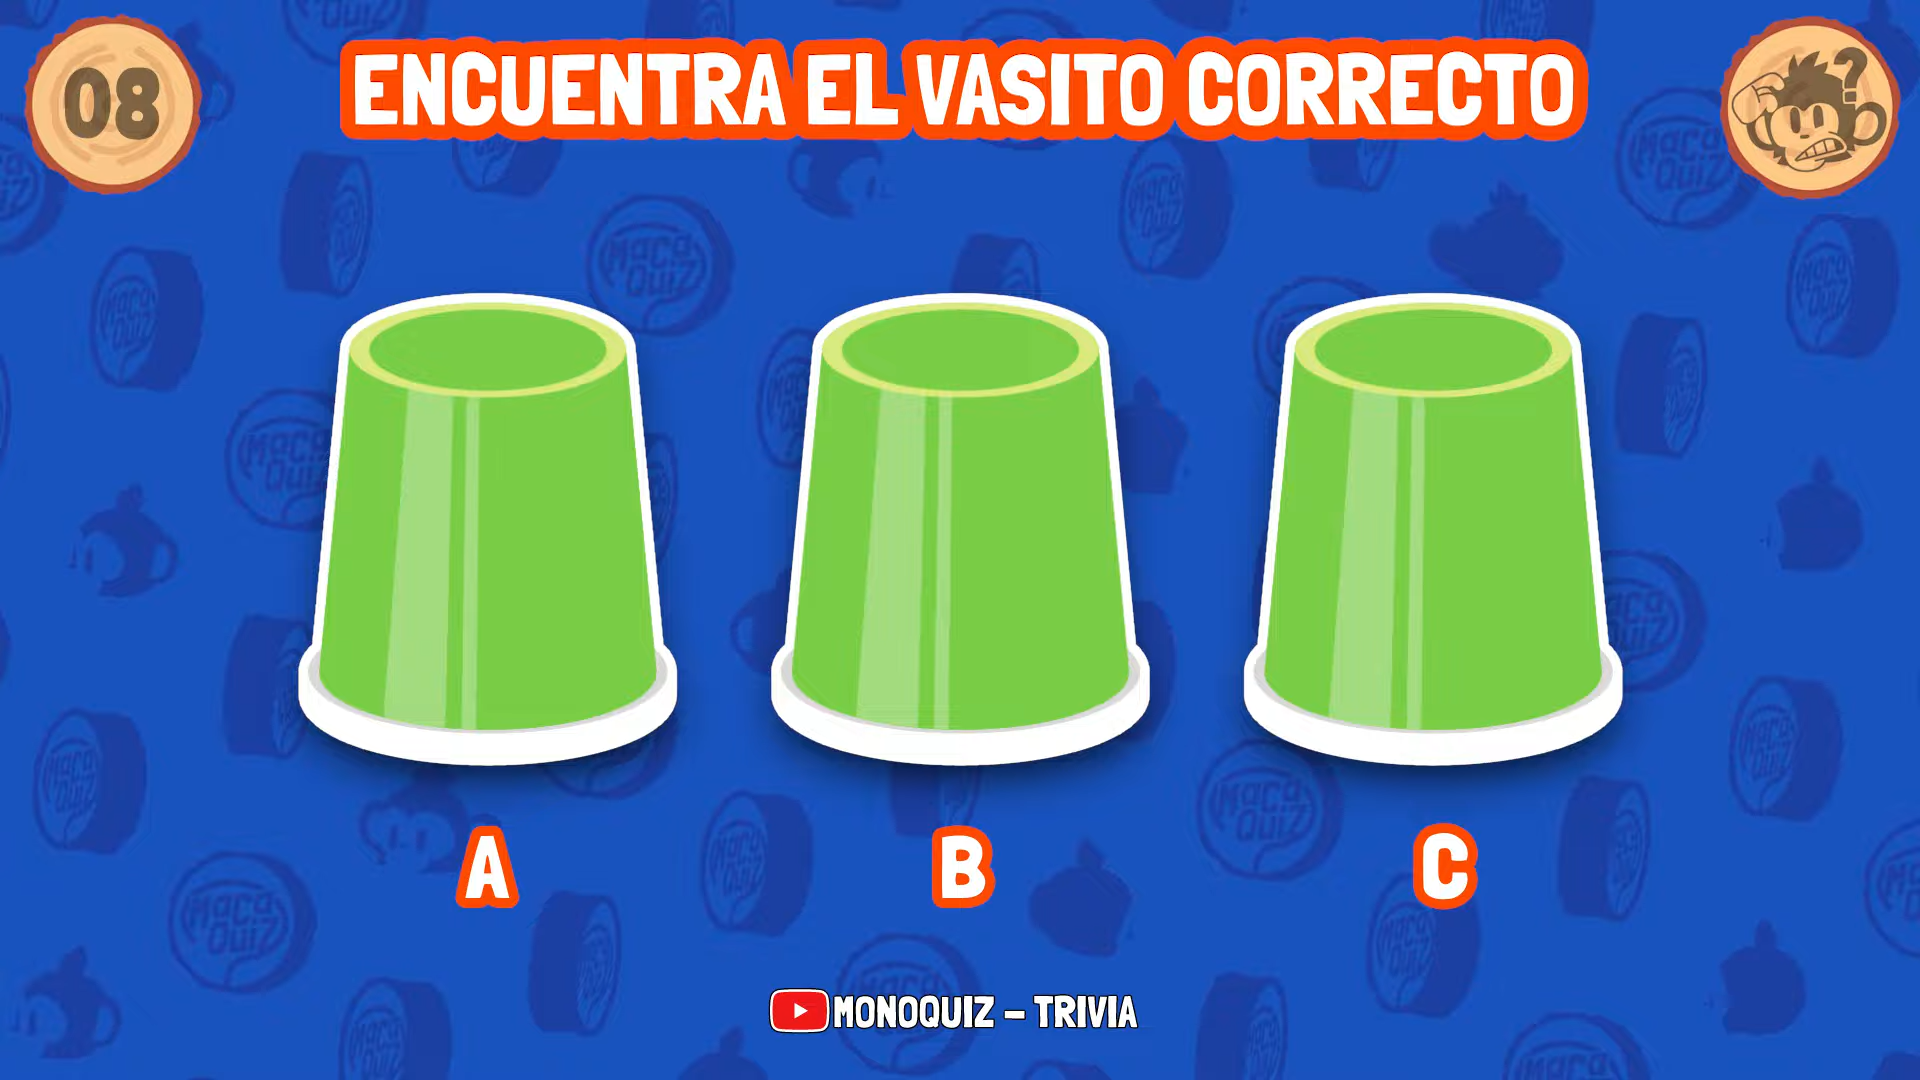 08
ENCUENTRA EL VASITO CORRECTO
?
A
B
C
MONOQUIZ – TRIVIA